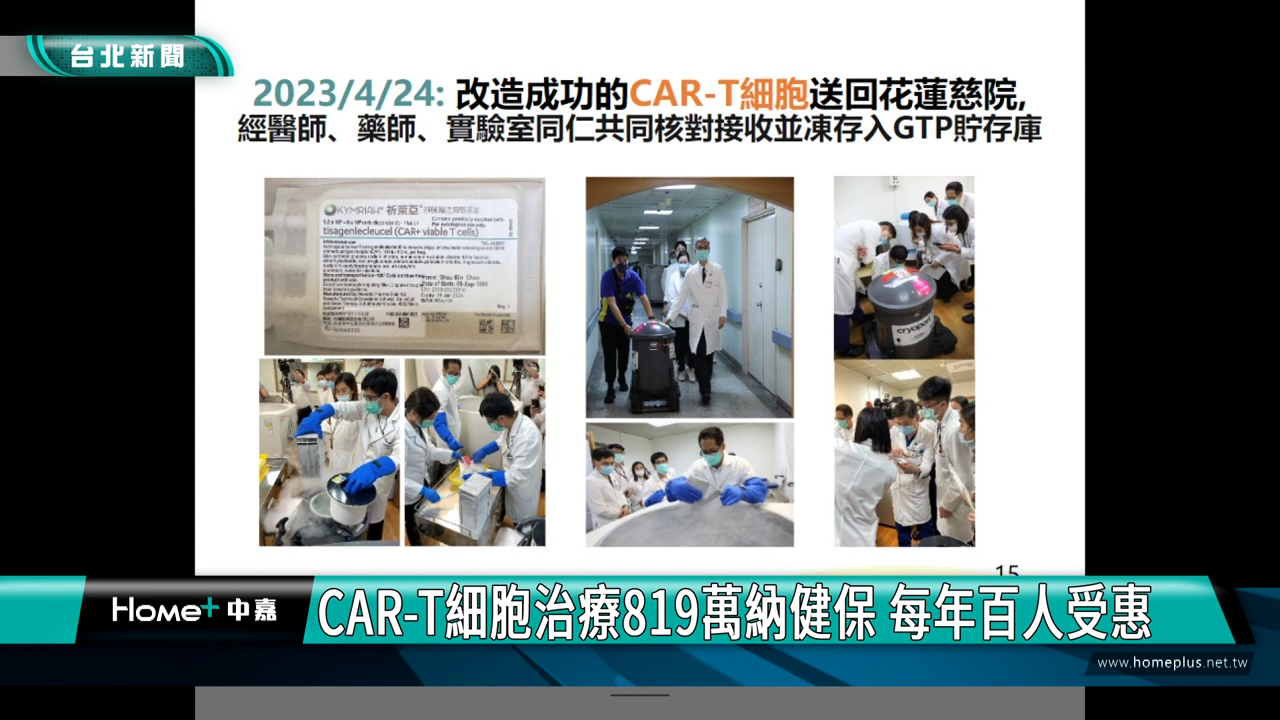 台北新聞
2023/4/24: 改造成功的CAR-T細胞送回花蓮慈院,
經醫師、藥師、實驗室同仁共同核對接收並凍存入GTP貯存庫
KYMRIAH 祈萊亞
tisagenlecleucel (CAR+ viable T cells)
cryoport
15
Home+ 中嘉
CAR-T細胞治療819萬納健保 每年百人受惠
www.homeplus.net.tw